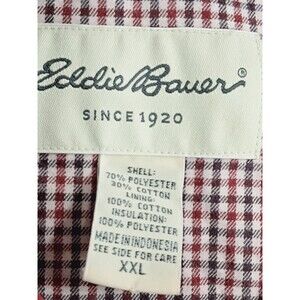 Eddie Bauer®
SINCE 1920
SHELL:
70% POLYESTER
30% COTTON
LINING:
100% COTTON
INSULATION:
100% POLYESTER
MADE IN INDONESIA
SEE SIDE FOR CARE
XXL